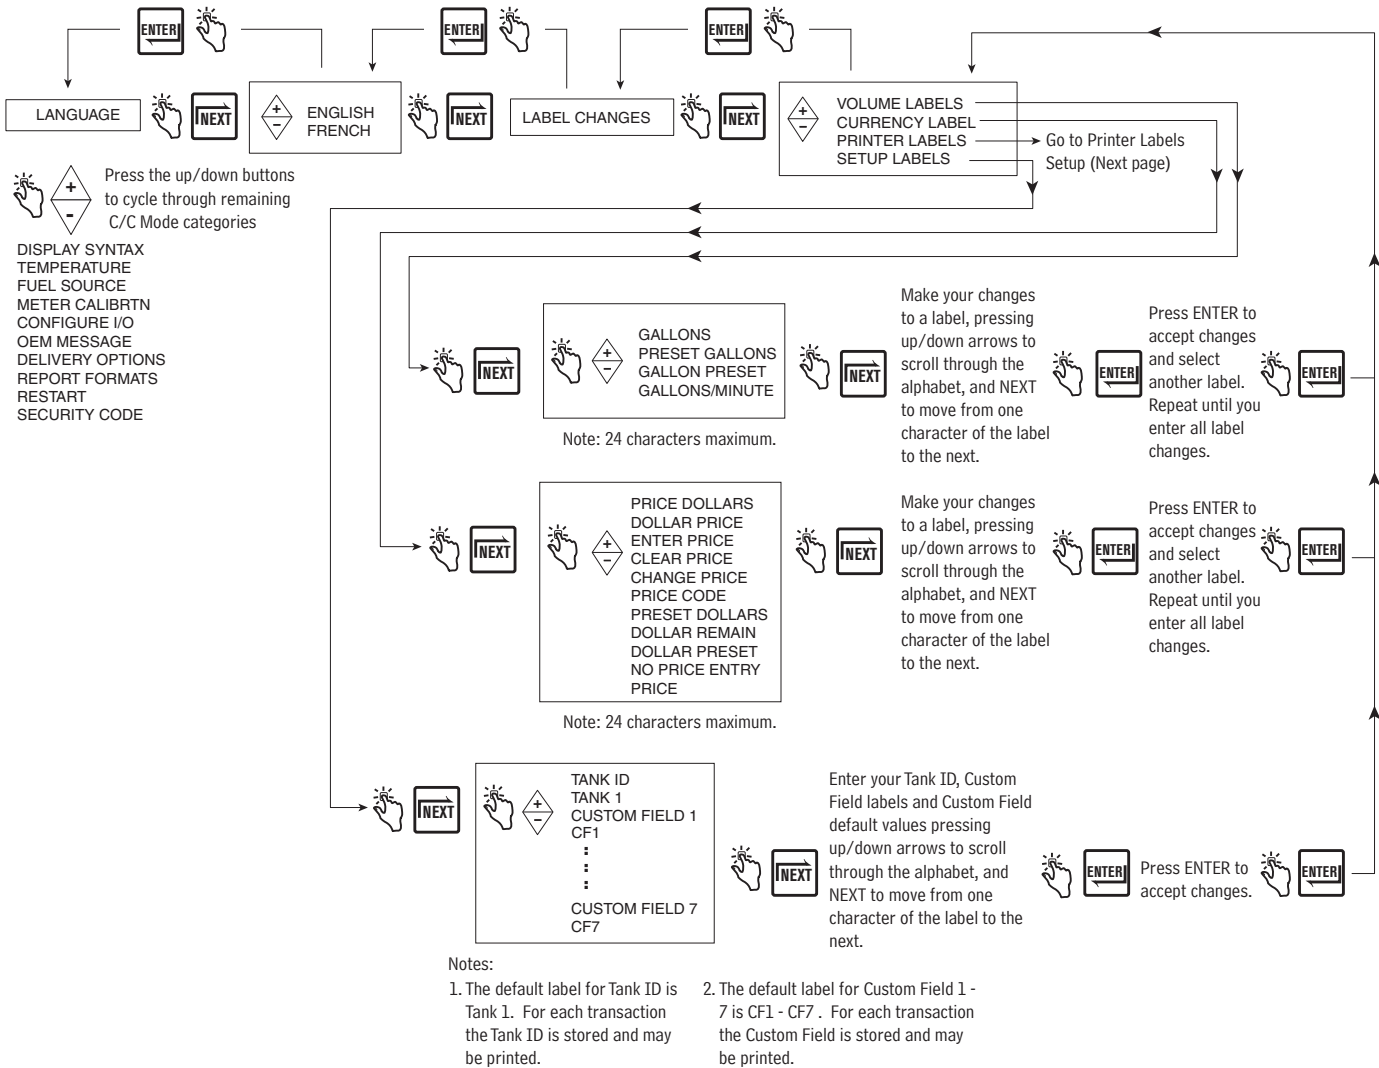 ENTER
ENTER
ENTER
LANGUAGE
NEXT
ENGLISH
FRENCH
NEXT
LABEL CHANGES
NEXT
VOLUME LABELS
CURRENCY LABEL
PRINTER LABELS
SETUP LABELS
Go to Printer Labels
Setup (Next page)
+
-
Press the up/down buttons
to cycle through remaining
C/C Mode categories
DISPLAY SYNTAX
TEMPERATURE
FUEL SOURCE
METER CALIBRTN
CONFIGURE I/O
OEM MESSAGE
DELIVERY OPTIONS
REPORT FORMATS
RESTART
SECURITY CODE
NEXT
GALLONS
PRESET GALLONS
GALLON PRESET
GALLONS/MINUTE
Note: 24 characters maximum.
NEXT
Make your changes
to a label, pressing
up/down arrows to
scroll through the
alphabet, and NEXT
to move from one
character of the label
to the next.
ENTER
Press ENTER to
accept changes
and select
another label.
Repeat until you
enter all label
changes.
ENTER
NEXT
PRICE DOLLARS
DOLLAR PRICE
ENTER PRICE
CLEAR PRICE
CHANGE PRICE
PRICE CODE
PRESET DOLLARS
DOLLAR REMAIN
DOLLAR PRESET
NO PRICE ENTRY
PRICE
Note: 24 characters maximum.
NEXT
Make your changes
to a label, pressing
up/down arrows to
scroll through the
alphabet, and NEXT
to move from one
character of the label
to the next.
ENTER
Press ENTER to
accept changes
and select
another label.
Repeat until you
enter all label
changes.
ENTER
NEXT
TANK ID
TANK 1
CUSTOM FIELD 1
CF1
CUSTOM FIELD 7
CF7
NEXT
Enter your Tank ID, Custom
Field labels and Custom Field
default values pressing
up/down arrows to scroll
through the alphabet, and
NEXT to move from one
character of the label to the
next.
ENTER
Press ENTER to
accept changes.
ENTER
Notes:
1. The default label for Tank ID is
Tank 1. For each transaction
the Tank ID is stored and may
be printed.
2. The default label for Custom Field 1 -
7 is CF1 - CF7 . For each transaction
the Custom Field is stored and may
be printed.